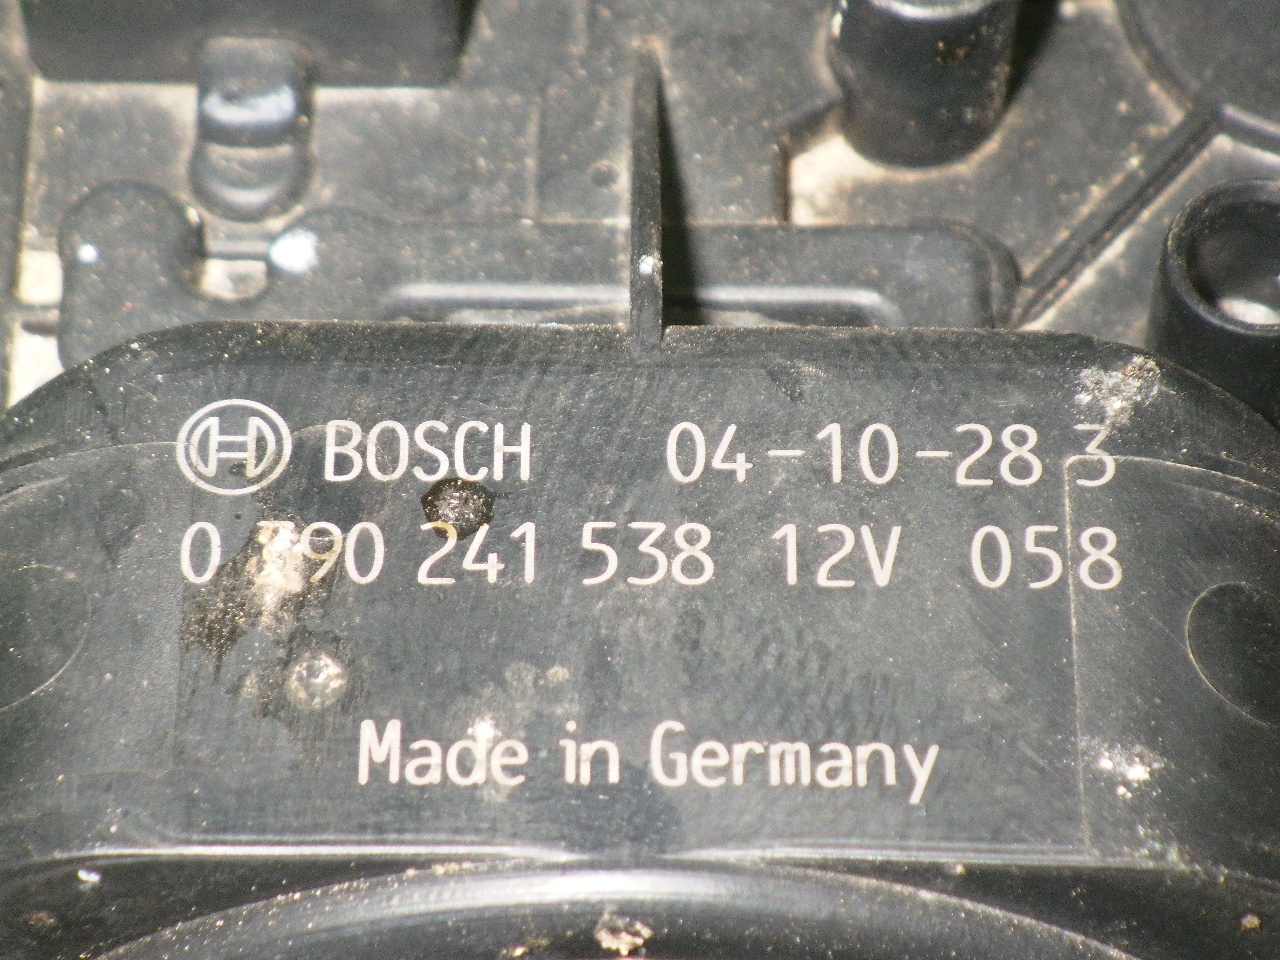 BOSCH 04-10-28 3
0 390 241 538 12V 058
Made in Germany